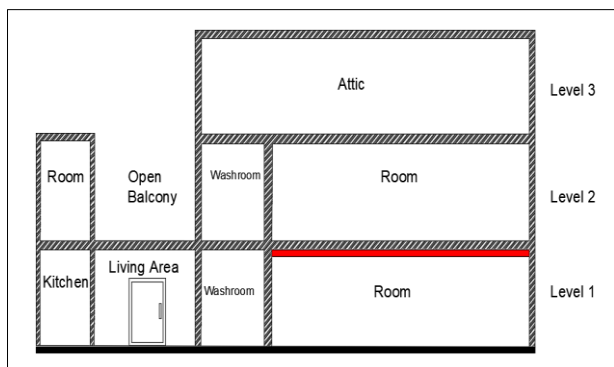 Attic
Level 3
Room
Open
Balcony
Washroom
Room
Level 2
Kitchen
Living Area
Washroom
Room
Level 1